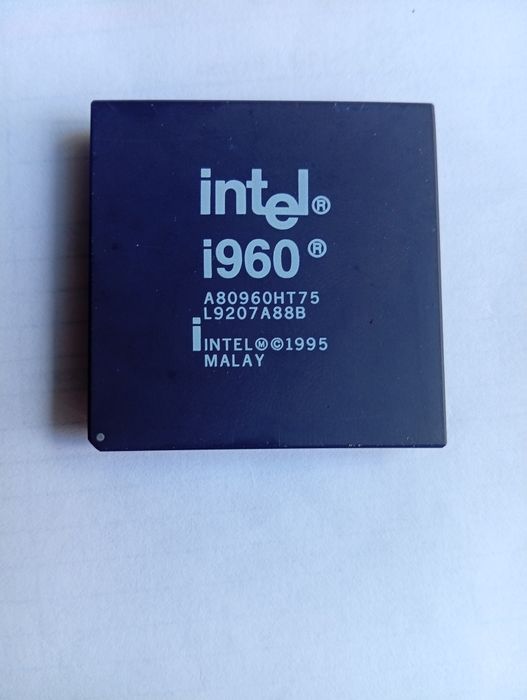 intel®
i960®
A80960HT75
L9207A88B
i INTEL Ⓜ©1995
MALAY